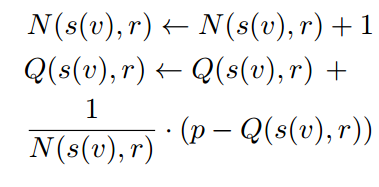 N(s(v), r) ← N(s(v), r) + 1
Q(s(v), r) ← Q(s(v), r) +
1
N(s(v), r) · (p − Q(s(v), r))